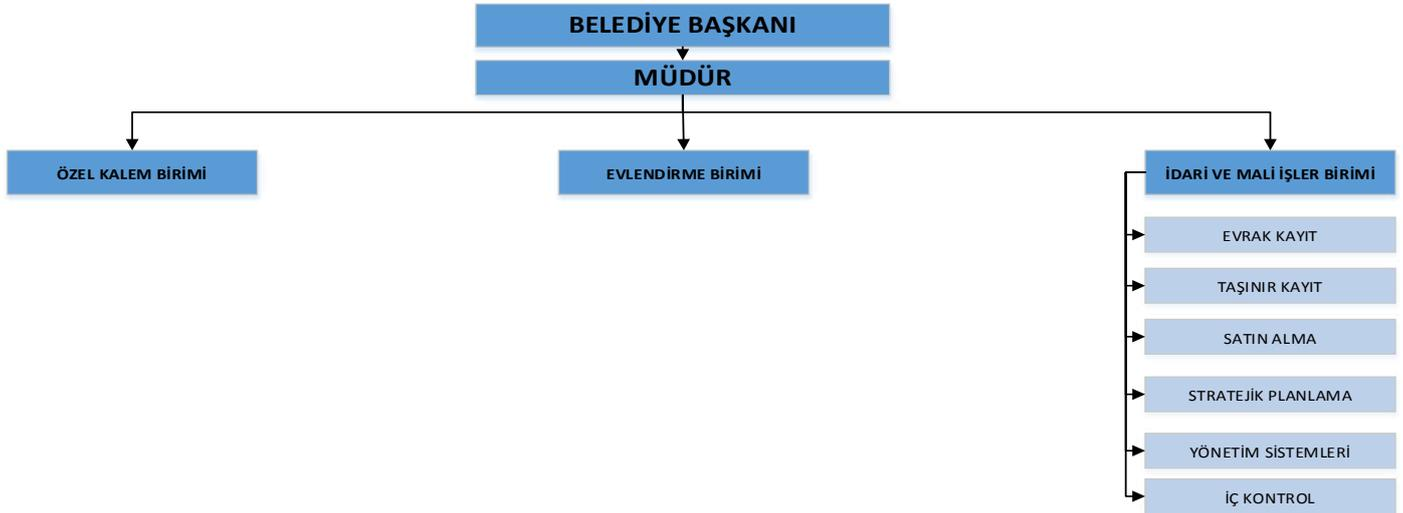 BELEDİYE BAŞKANI
MÜDÜR
ÖZEL KALEM BİRİMİ
EVLENDİRME BİRİMİ
İDARİ VE MALİ İŞLER BİRİMİ
EVRAK KAYIT
TAŞINIR KAYIT
SATIN ALMA
STRATEJİK PLANLAMA
YÖNETİM SİSTEMLERİ
İÇ KONTROL